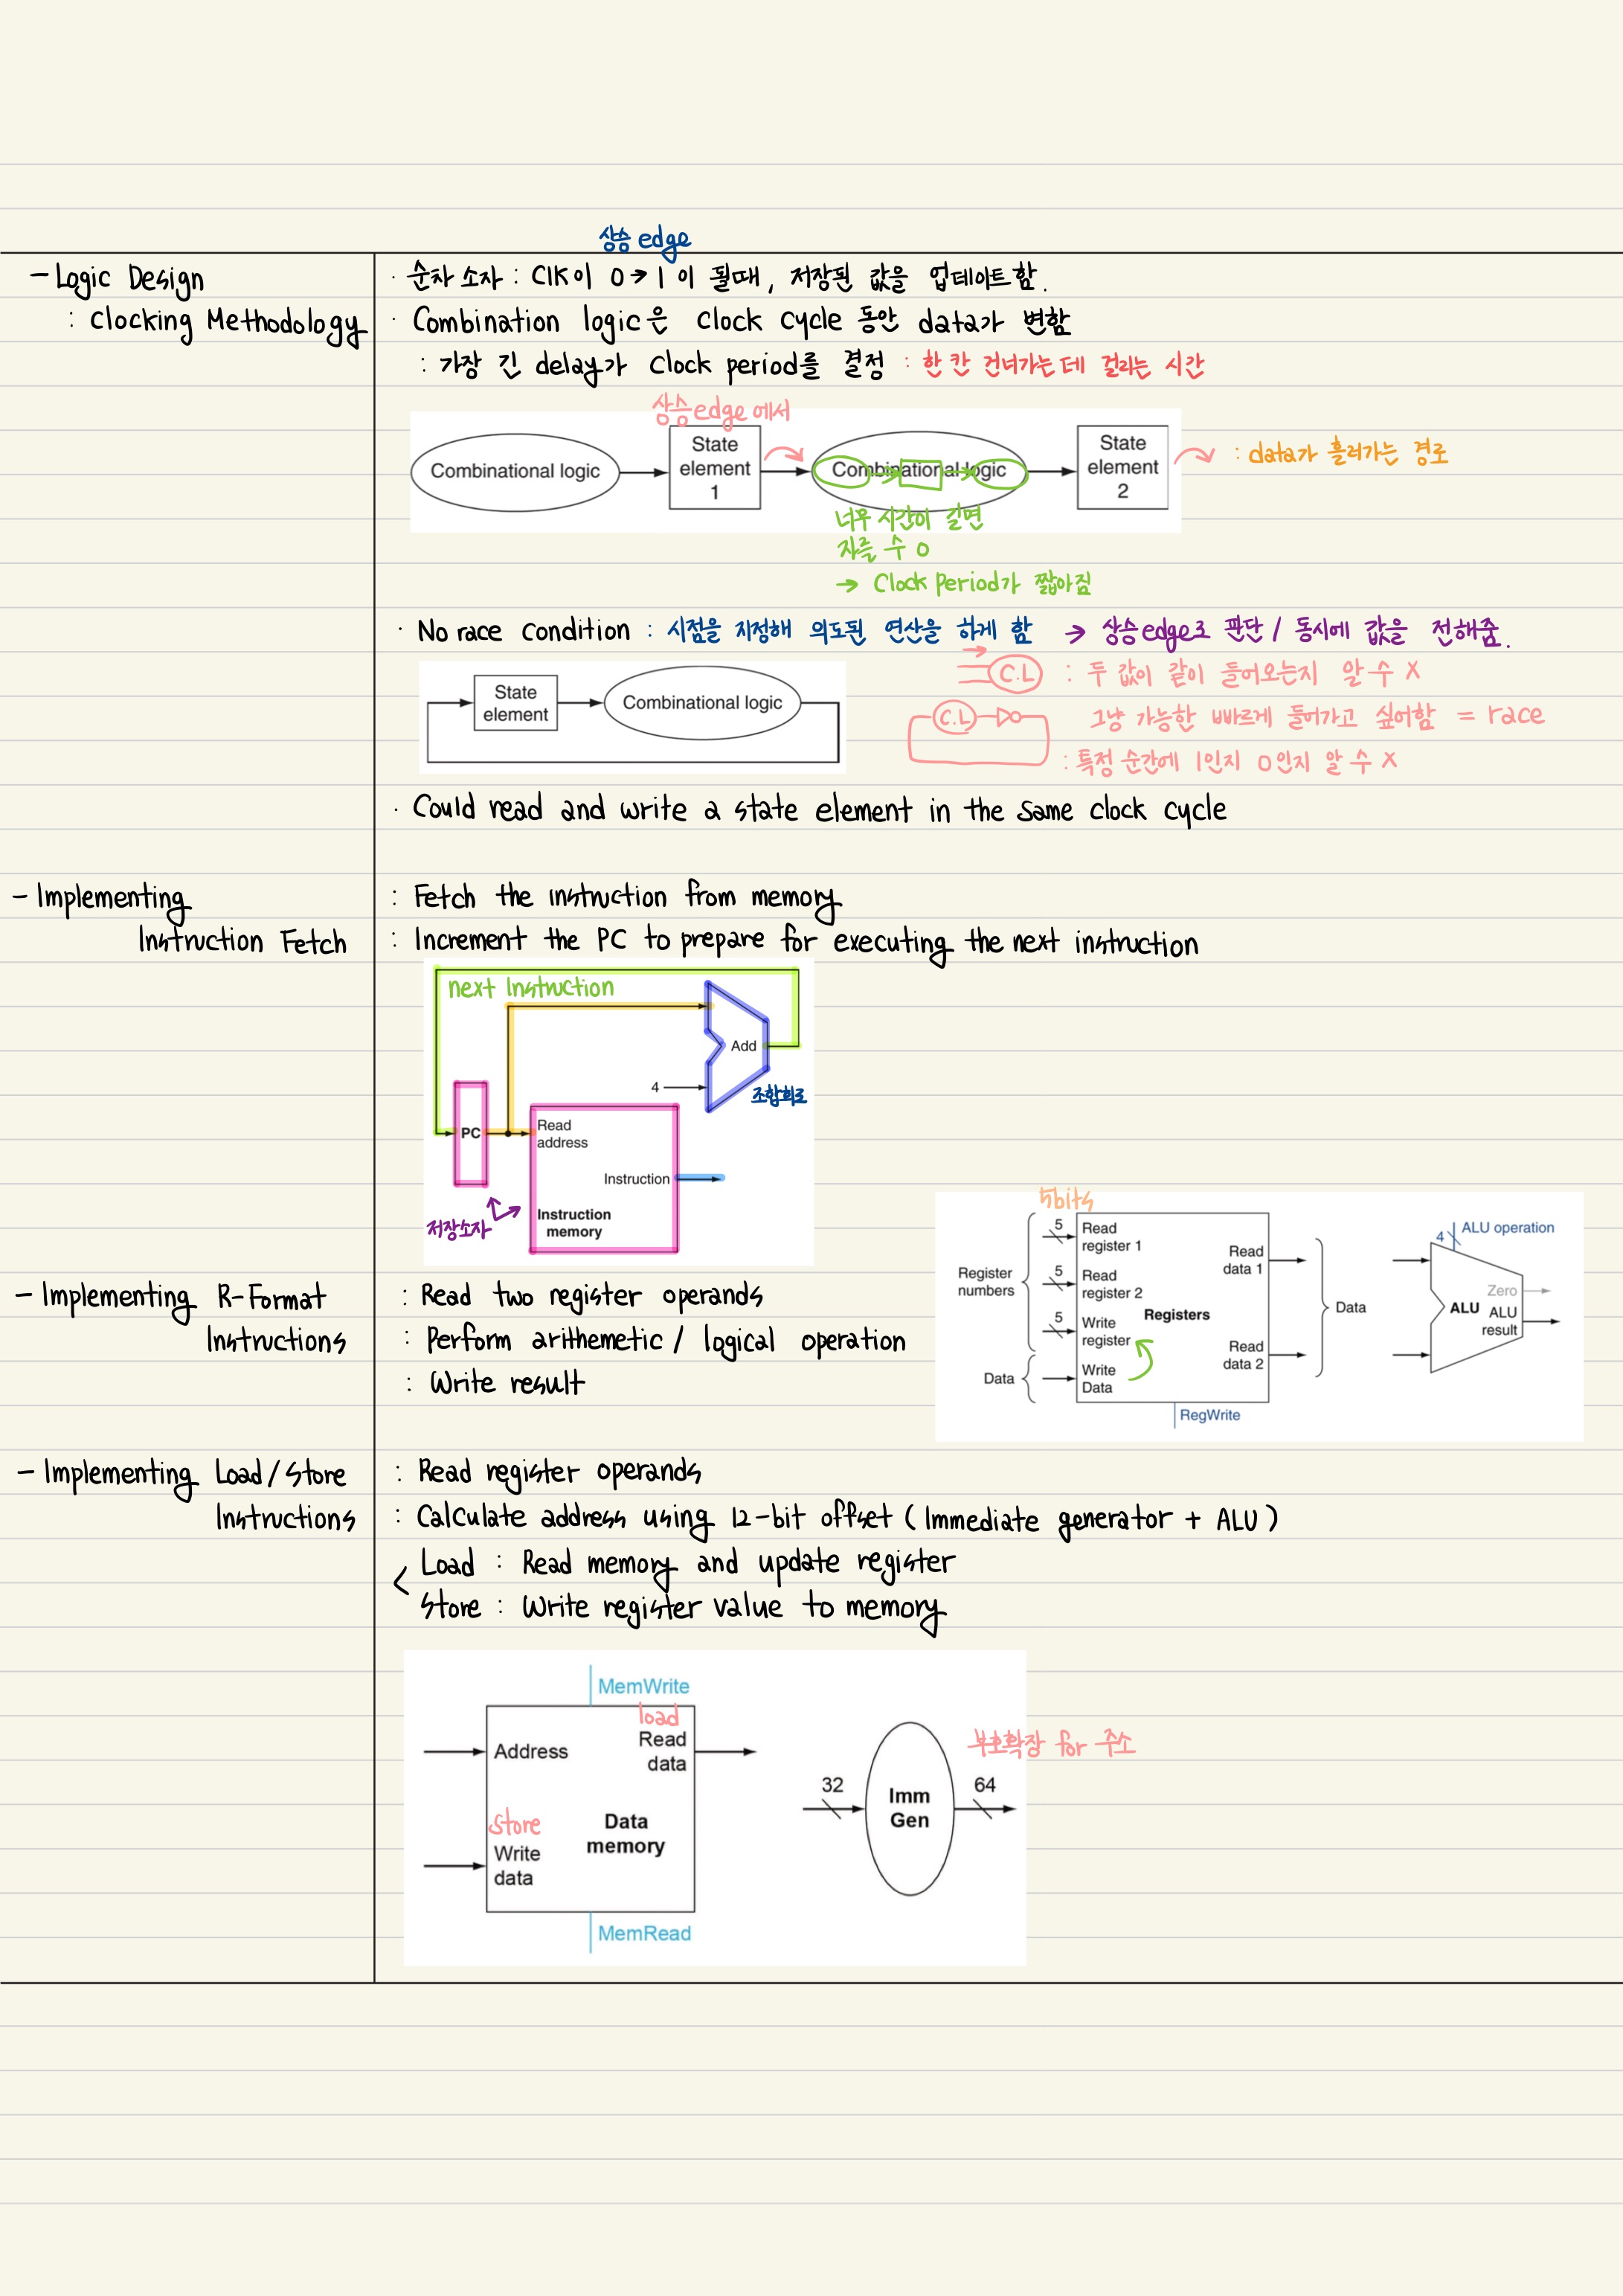 상승 edge
- Logic Design
: Clocking Methodology
· 순차 소자 : Clk이 0→1이 될때, 저장된 값을 업데이트함.
· Combination logic은 clock cycle 동안 data가 변함
: 가장 긴 delay가 Clock period를 결정 : 한 칸 건너가는 데 걸리는 시간
상승 edge 에서
Combinational logic
State element 1
Combinational logic
State element 2
: data가 흘러가는 경로
너무 시간이 길면
자를 수 O
→ Clock Period가 짧아짐
· No race condition : 시점을 지정해 의도된 연산을 하게 함 → 상승edge로 판단 / 동시에 값을 전해줌.
State element
Combinational logic
C.L : 두 값이 같이 들어오는지 알 수 X
C.L 그냥 가능한 빠르게 들어가고 싶어함 = race
: 특정 순간에 1인지 0인지 알 수 X
· Could read and write a state element in the same clock cycle
- Implementing
Instruction Fetch
: Fetch the instruction from memory
: Increment the PC to prepare for executing the next instruction
next Instruction
Add
4
조합회로
PC
Read
address
Instruction
Instruction
memory
저장소자
- Implementing R-Format
Instructions
: Read two register operands
: Perform arithemetic / logical operation
: Write result
5bits
Register
numbers
5
Read
register 1
5
Read
register 2
5
Write
register
Data
Write
Data
Registers
Read
data 1
Read
data 2
Data
RegWrite
4
ALU operation
Zero
ALU
ALU
result
- Implementing Load/Store
Instructions
: Read register operands
: Calculate address using 12-bit offset (Immediate generator + ALU)
< Load : Read memory and update register
Store : Write register value to memory
MemWrite
load
Address
Read
data
store
Write
data
Data
memory
MemRead
32
Imm
Gen
64
부호확장 for 주소